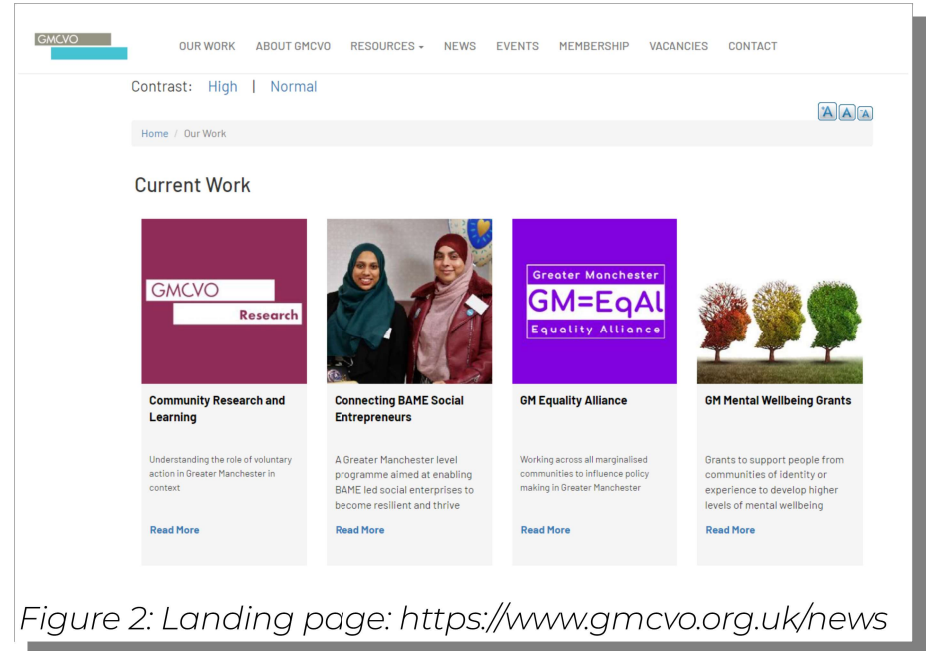 GMCVO
OUR WORK ABOUT GMCVO RESOURCES NEWS EVENTS MEMBERSHIP VACANCIES CONTACT
Contrast: High | Normal
A A A
Home / Our Work
Current Work
GMCVO
Research
Greater Manchester
GM=EqAl
Equality Alliance
Community Research and
Learning
Understanding the role of voluntary
action in Greater Manchester in
context
Read More
Connecting BAME Social
Entrepreneurs
A Greater Manchester level
programme aimed at enabling
BAME led social enterprises to
become resilient and thrive
Read More
GM Equality Alliance
Working across all marginalised
communities to influence policy
making in Greater Manchester
Read More
GM Mental Wellbeing Grants
Grants to support people from
communities of identity or
experience to develop higher
levels of mental wellbeing
Read More
Figure 2: Landing page: https://www.gmcvo.org.uk/news